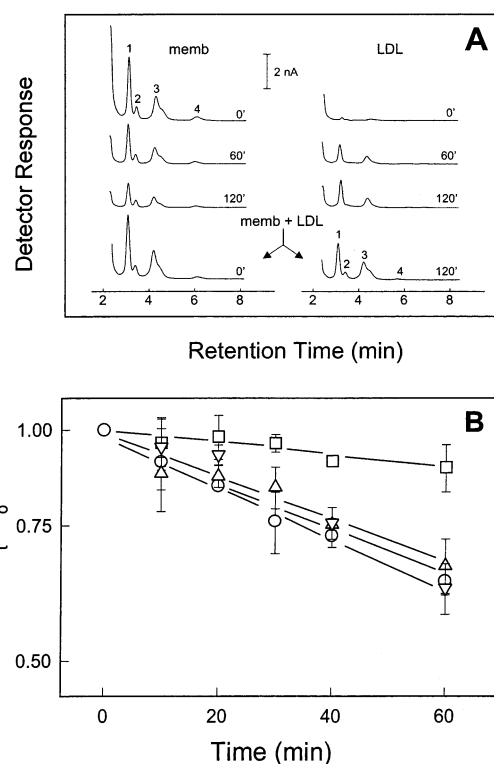 A
memb
LDL
2 nA
1
2
3
4
0'
60'
120'
0'
0'
60'
120'
memb + LDL
1
2
3
4
120'
2 4 6 8
2 4 6 8
Detector Response
Retention Time (min)
B
1.00
0.75
0.50
0 20 40 60
Time (min)